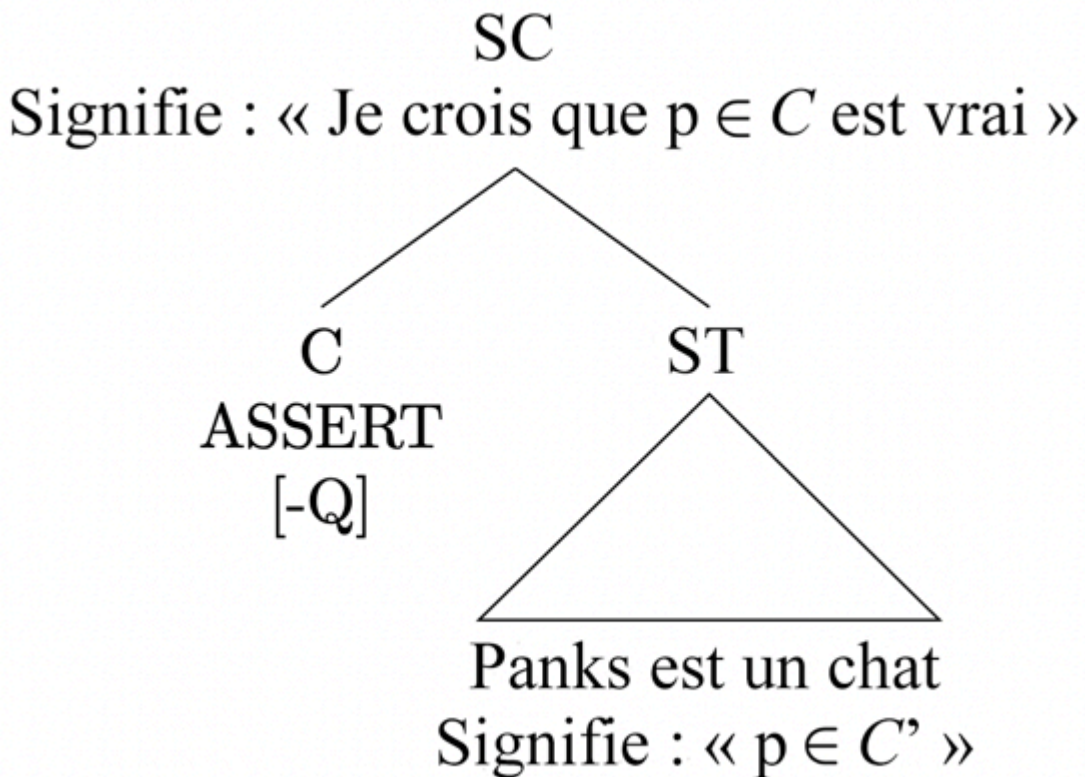 SC
Signifie : « Je crois que p ∈ C est vrai »
C
ST
ASSERT
[-Q]
Panks est un chat
Signifie : « p ∈ C’ »